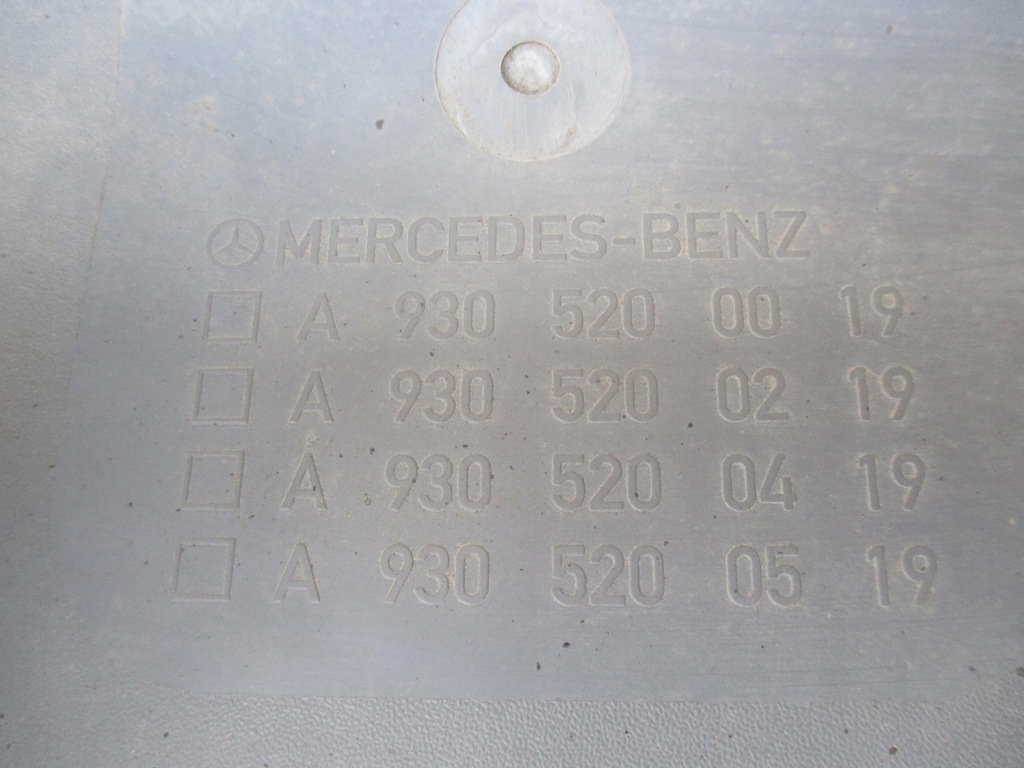 MERCEDES-BENZ
☐ A 930 520 00 19
☐ A 930 520 02 19
☐ A 930 520 04 19
☐ A 930 520 05 19